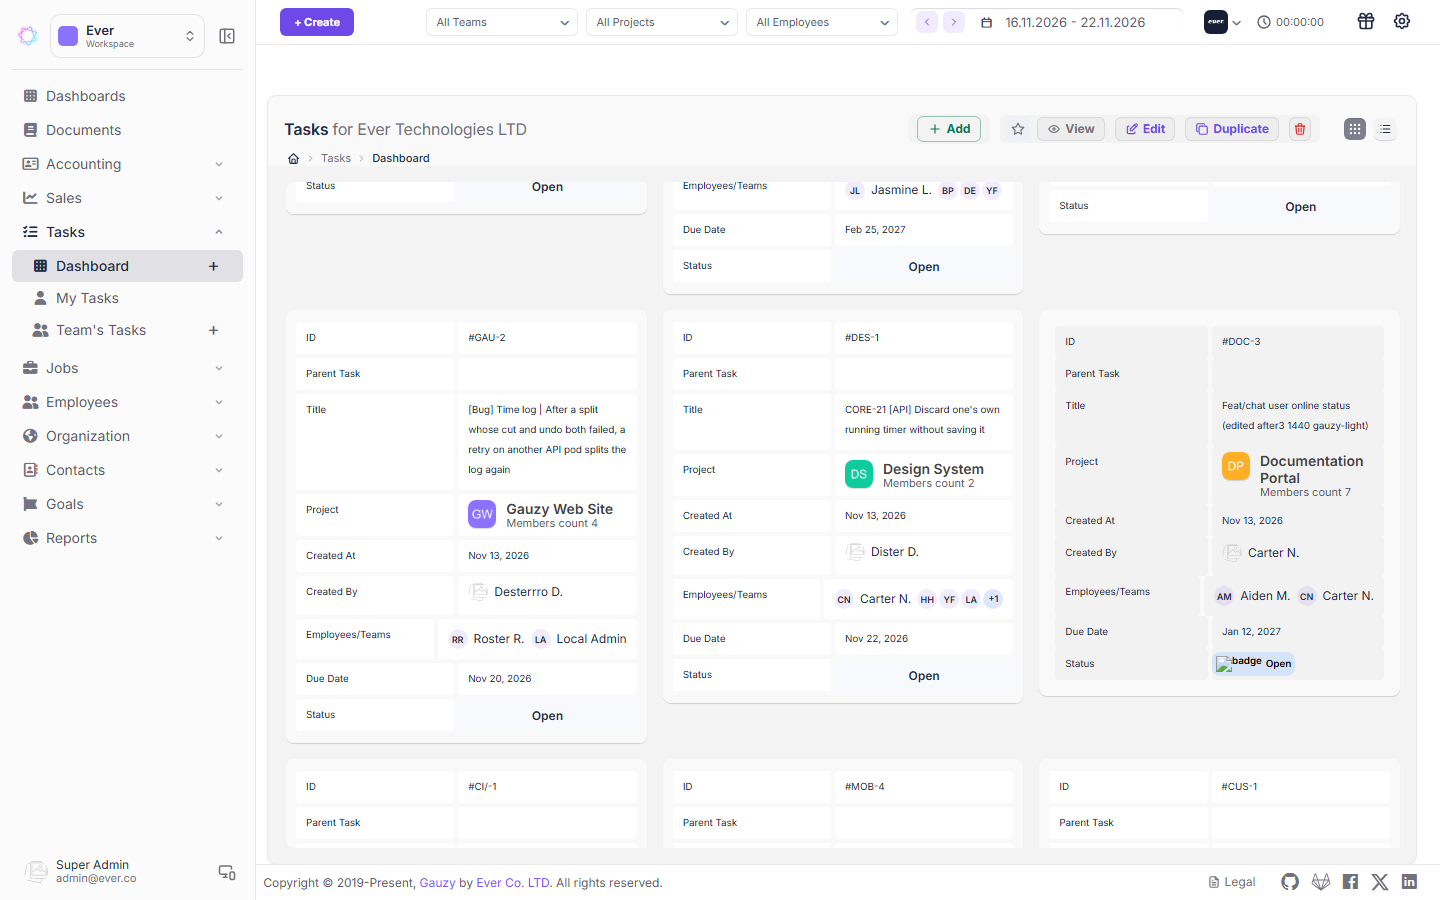 Ever
Workspace
+ Create
All Teams
All Projects
All Employees
16.11.2026 - 22.11.2026
ever
00:00:00
Dashboards
Documents
Accounting
Sales
Tasks
Dashboard
My Tasks
Team's Tasks
Jobs
Employees
Organization
Contacts
Goals
Reports
Super Admin
admin@ever.co
Tasks for Ever Technologies LTD
Add
View
Edit
Duplicate
Tasks
Dashboard
Status
Open
Employees/Teams
JL Jasmine L. BP DE YF
Due Date
Feb 25, 2027
Status
Open
Status
Open
ID
#GAU-2
Parent Task
Title
[Bug] Time log | After a split
whose cut and undo both failed, a
retry on another API pod splits the
log again
Project
GW
Gauzy Web Site
Members count 4
Created At
Nov 13, 2026
Created By
Desterrro D.
Employees/Teams
RR Roster R. LA Local Admin
Due Date
Nov 20, 2026
Status
Open
ID
#DES-1
Parent Task
Title
CORE-21 [API] Discard one's own
running timer without saving it
Project
DS
Design System
Members count 2
Created At
Nov 13, 2026
Created By
Dister D.
Employees/Teams
CN Carter N. HH YF LA +1
Due Date
Nov 22, 2026
Status
Open
ID
#DOC-3
Parent Task
Title
Feat/chat user online status
(edited after3 1440 gauzy-light)
Project
DP
Documentation
Portal
Members count 7
Created At
Nov 13, 2026
Created By
Carter N.
Employees/Teams
AM Aiden M. CN Carter N.
Due Date
Jan 12, 2027
Status
badge Open
ID
#CI/-1
Parent Task
ID
#MOB-4
Parent Task
ID
#CUS-1
Parent Task
Copyright © 2019-Present, Gauzy by Ever Co. LTD. All rights reserved.
Legal